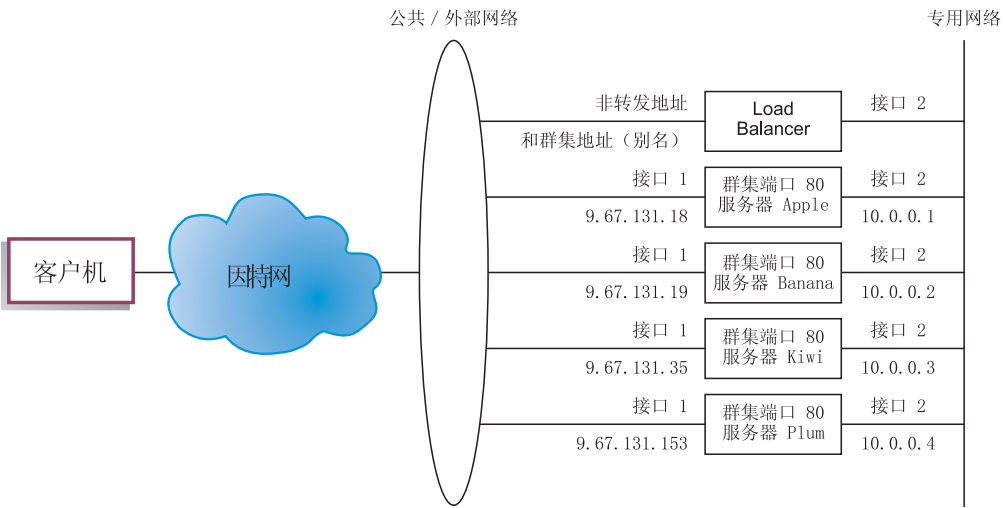 公共 / 外部网络
专用网络
非转发地址
和群集地址（别名）
Load
Balancer
接口 2
接口 1
9.67.131.18
群集端口 80
服务器 Apple
接口 2
10.0.0.1
客户机
因特网
接口 1
9.67.131.19
群集端口 80
服务器 Banana
接口 2
10.0.0.2
接口 1
9.67.131.35
群集端口 80
服务器 Kiwi
接口 2
10.0.0.3
接口 1
9.67.131.153
群集端口 80
服务器 Plum
接口 2
10.0.0.4